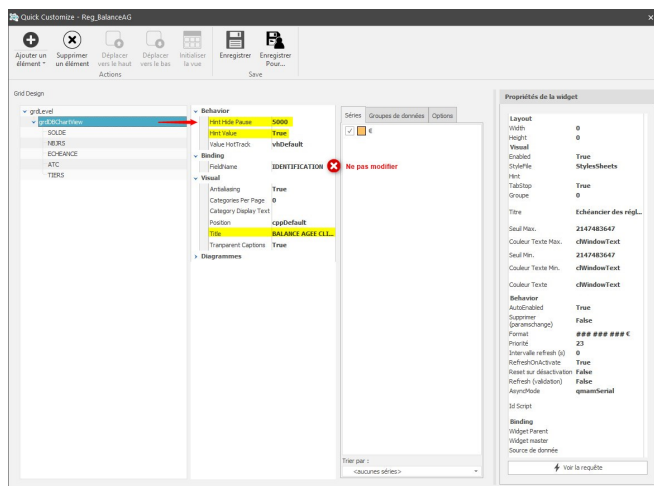 Quick Customize - Reg_BalanceAG
Ajouter un élément
Supprimer un élément
Déplacer vers le haut
Déplacer vers le bas
Initialiser la vue
Enregistrer
Enregistrer Pour...
Actions
Save
Grid Design
grdLevel
grdDBChartView
SOLDE
NBJRS
ECHEANCE
ATC
TIERS
Behavior
Hint Hide Pause 5000
Hint Value True
Value HotTrack vhDefault
Binding
FieldName IDENTIFICATION
Visual
Antialiasing True
Categories Per Page 0
Category Display Text
Position cppDefault
Title BALANCE AGEE CLI...
Tranparent Captions True
Diagrammes
Séries Groupes de données Options
€
Ne pas modifier
Trier par :
<aucunes séries>
Propriétés de la widget
Layout
Width 0
Height 0
Visual
Enabled True
StyleFile StylesSheets
Hint
TabStop True
Groupe 0
Titre Echéancier des régl...
Seuil Max. 2147483647
Couleur Texte Max. clWindowText
Seuil Min. 2147483647
Couleur Texte Min. clWindowText
Couleur Texte clWindowText
Behavior
AutoEnabled True
Supprimer (paramschange) False
Format ### ### ### €
Priorité 23
Intervalle refresh (s) 0
RefreshOnActivate True
Reset sur désactivation False
Refresh (validation) False
AsyncMode qmamSerial
Id Script
Binding
Widget Parent
Widget master
Source de donnée
Voir la requête